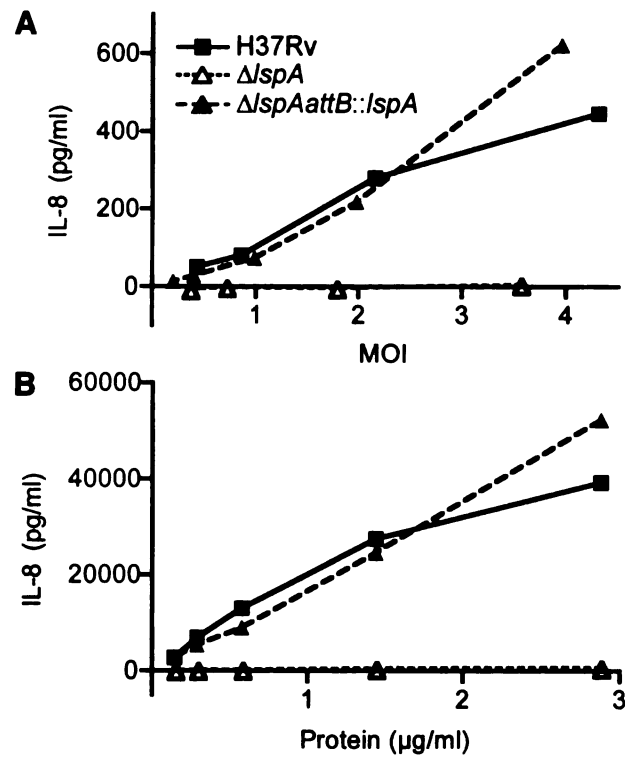 A
600
400
200
0
IL-8 (pg/ml)
H37Rv
ΔlspA
ΔlspAattB::lspA
1 2 3 4
MOI
B
60000
40000
20000
0
IL-8 (pg/ml)
1 2 3
Protein (µg/ml)